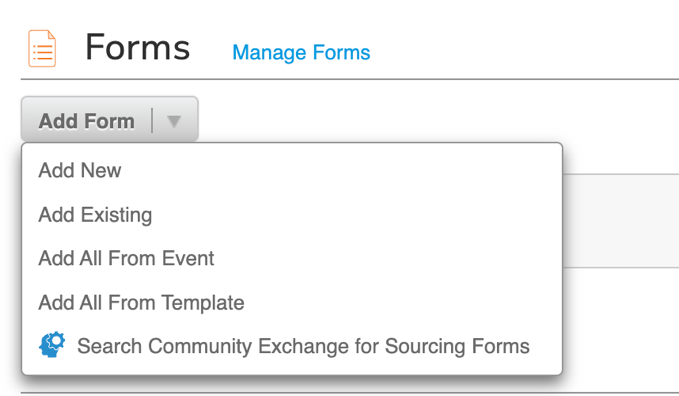 Forms
Manage Forms
Add Form
Add New
Add Existing
Add All From Event
Add All From Template
Search Community Exchange for Sourcing Forms